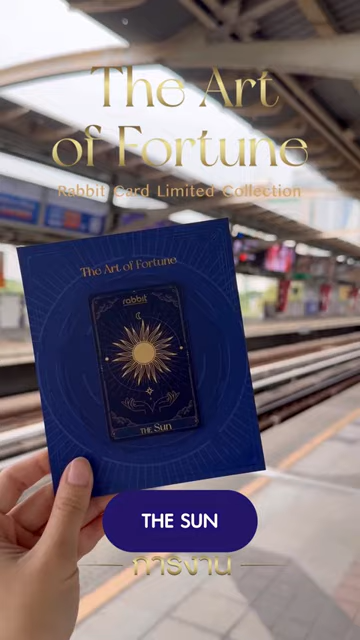 The Art
of Fortune
Rabbit Card Limited Collection
The Art of Fortune
rabbit
THE Sun
THE SUN
การงาน